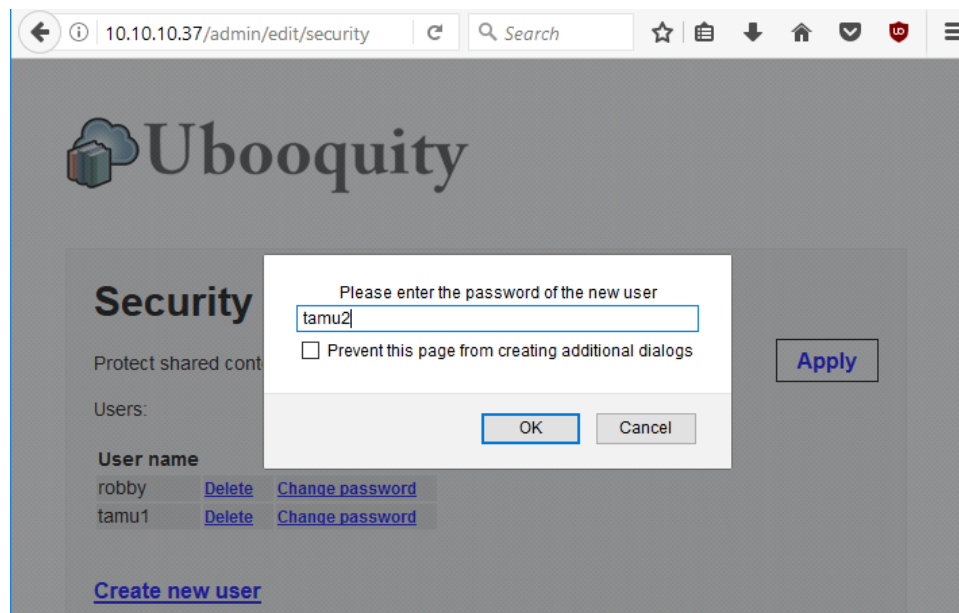 10.10.10.37/admin/edit/security
Search
Ubooquity
Please enter the password of the new user
tamu2
Prevent this page from creating additional dialogs
OK Cancel
Security
Protect shared cont
Apply
Users:
User name
robby Delete Change password
tamu1 Delete Change password
Create new user